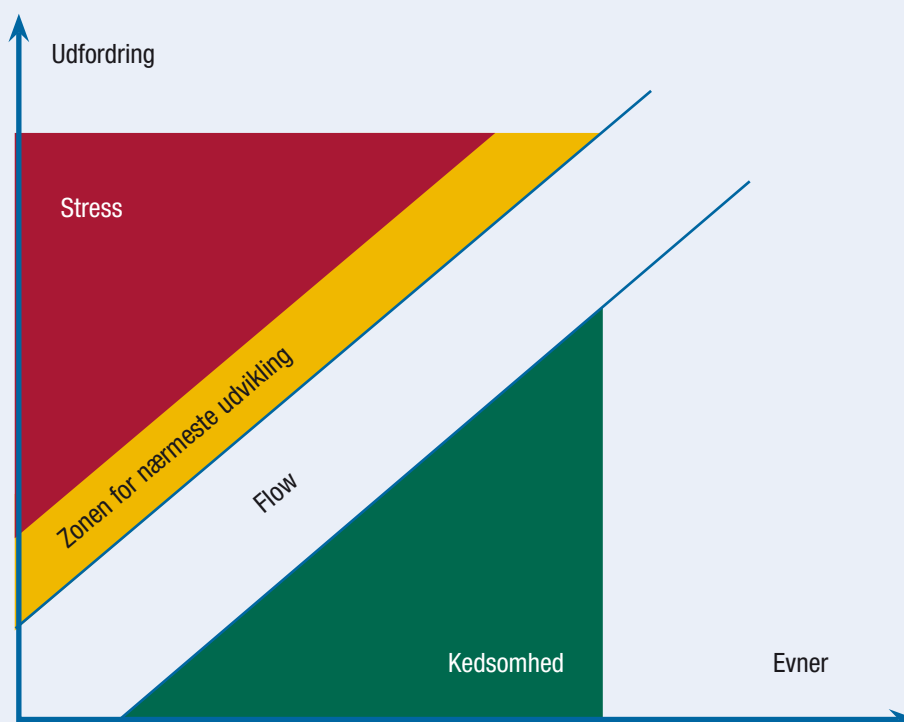 Udfordring
Stress
Zonen for nærmeste udvikling
Flow
Kedsomhed
Evner